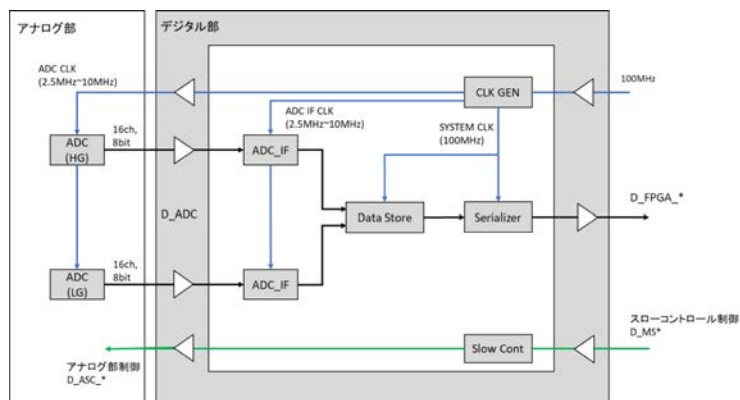 アナログ部
デジタル部
ADC CLK
(2.5MHz~10MHz)
CLK GEN
100MHz
ADC IF CLK
(2.5MHz~10MHz)
SYSTEM CLK
(100MHz)
16ch,
8bit
ADC
(HG)
ADC_IF
D_ADC
Data Store
Serializer
D_FPGA_*
16ch,
8bit
ADC
(LG)
ADC_IF
スローコントロール制御
D_MS*
Slow Cont
アナログ部制御
D_ASC_*